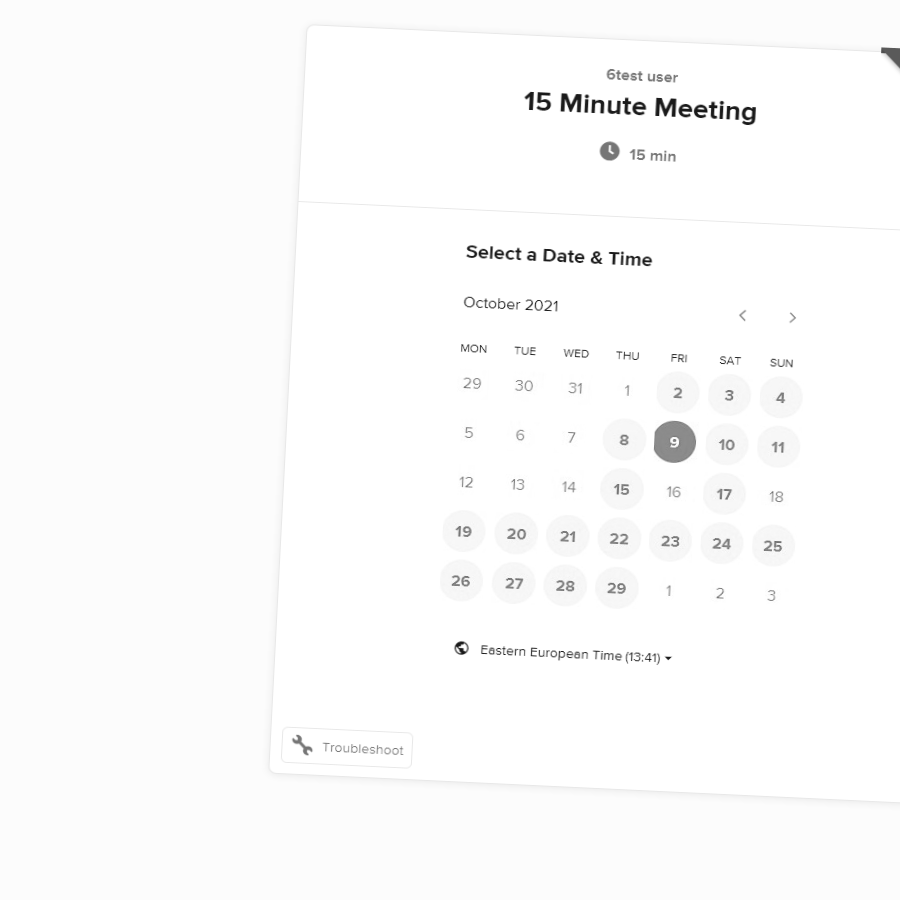 6test user
15 Minute Meeting
15 min
Select a Date & Time
October 2021
MON TUE WED THU FRI SAT SUN
29 30 31 1 2 3 4
5 6 7 8 9 10 11
12 13 14 15 16 17 18
19 20 21 22 23 24 25
26 27 28 29 1 2 3
Eastern European Time (13:41)
Troubleshoot